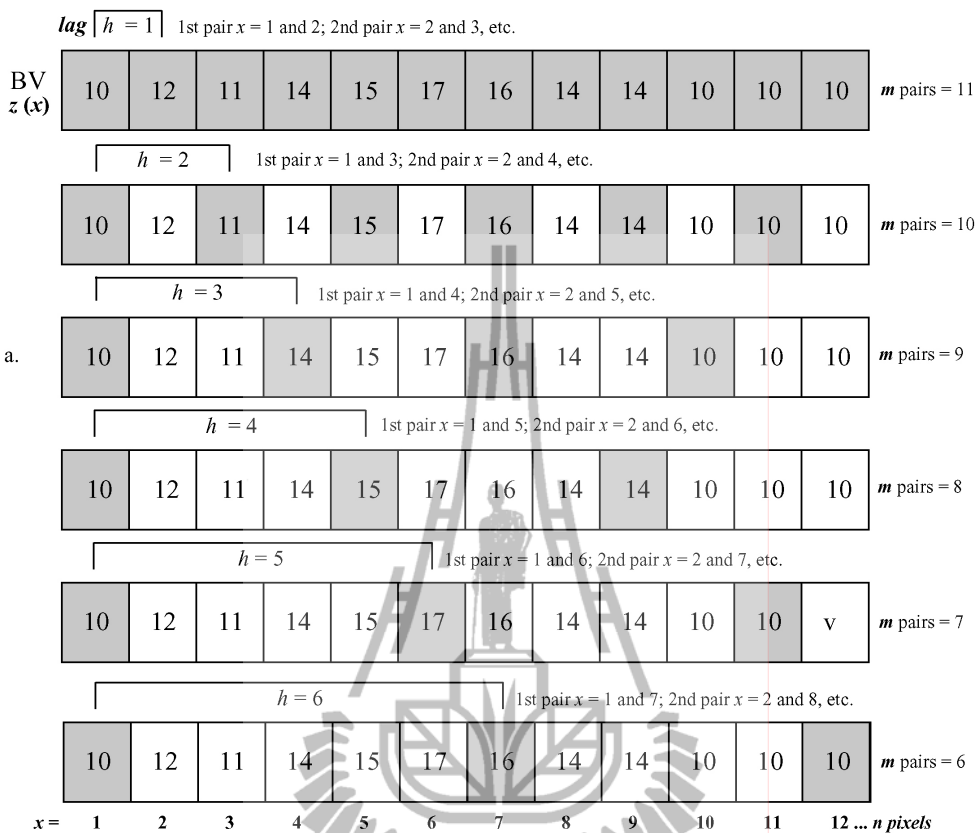 lag h = 1 1st pair x = 1 and 2; 2nd pair x = 2 and 3, etc.
BV
z (x)
10 12 11 14 15 17 16 14 14 10 10 10 m pairs = 11
h = 2 1st pair x = 1 and 3; 2nd pair x = 2 and 4, etc.
10 12 11 14 15 17 16 14 14 10 10 10 m pairs = 10
h = 3 1st pair x = 1 and 4; 2nd pair x = 2 and 5, etc.
a. 10 12 11 14 15 17 16 14 14 10 10 10 m pairs = 9
h = 4 1st pair x = 1 and 5; 2nd pair x = 2 and 6, etc.
10 12 11 14 15 17 16 14 14 10 10 10 m pairs = 8
h = 5 1st pair x = 1 and 6; 2nd pair x = 2 and 7, etc.
10 12 11 14 15 17 16 14 14 10 10 v m pairs = 7
h = 6 1st pair x = 1 and 7; 2nd pair x = 2 and 8, etc.
10 12 11 14 15 17 16 14 14 10 10 10 m pairs = 6
x = 1 2 3 4 5 6 7 8 9 10 11 12 ... n pixels